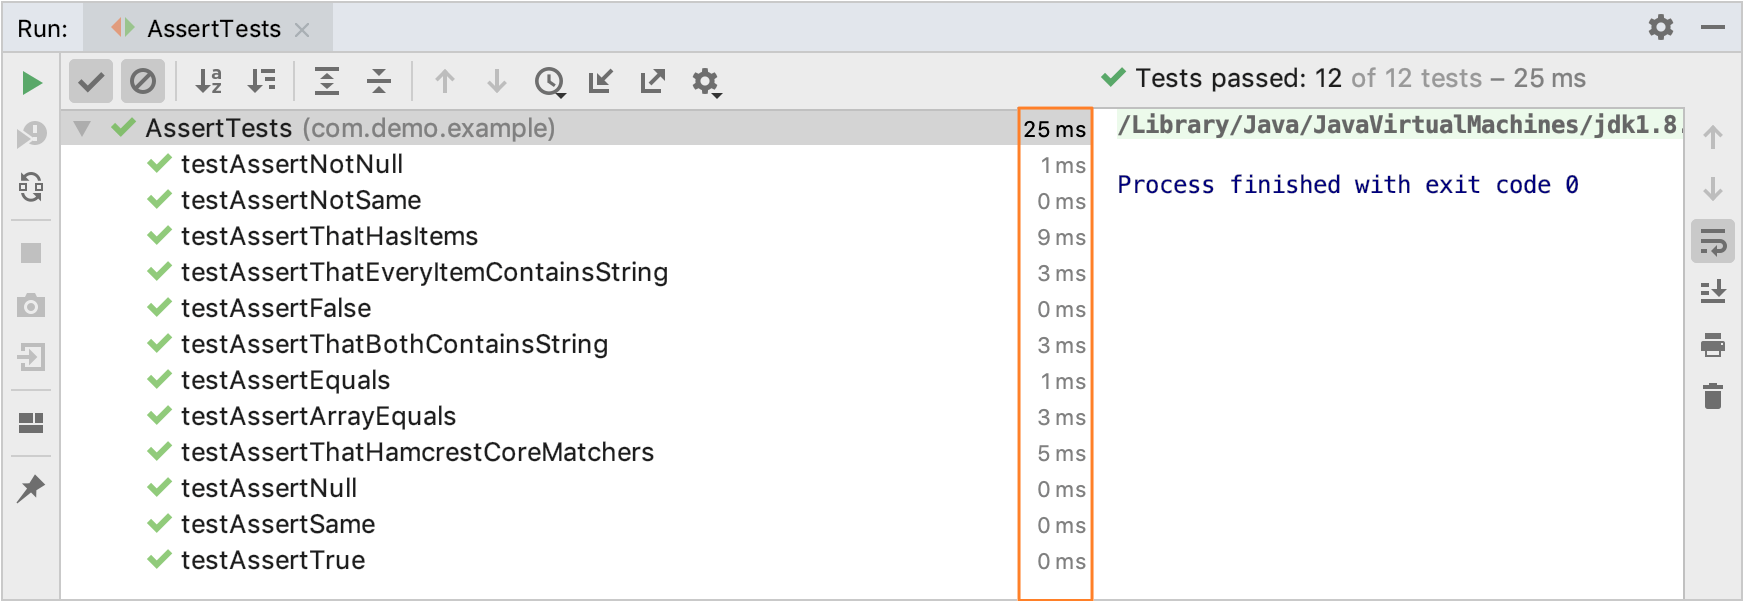 Run: AssertTests
Tests passed: 12 of 12 tests – 25 ms
AssertTests (com.demo.example) 25 ms
testAssertNotNull 1 ms
testAssertNotSame 0 ms
testAssertThatHasItems 9 ms
testAssertThatEveryItemContainsString 3 ms
testAssertFalse 0 ms
testAssertThatBothContainsString 3 ms
testAssertEquals 1 ms
testAssertArrayEquals 3 ms
testAssertThatHamcrestCoreMatchers 5 ms
testAssertNull 0 ms
testAssertSame 0 ms
testAssertTrue 0 ms
/Library/Java/JavaVirtualMachines/jdk1.8.
Process finished with exit code 0